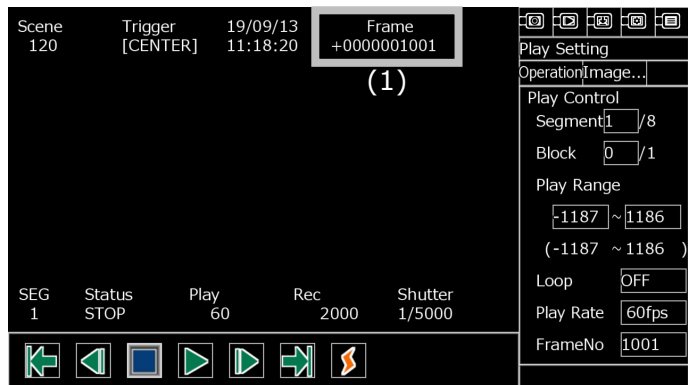 Scene Trigger 19/09/13 Frame
120 [CENTER] 11:18:20 +0000001001
(1)
SEG Status Play Rec Shutter
1 STOP 60 2000 1/5000
Play Setting
Operation Image...
Play Control
Segment 1 /8
Block 0 /1
Play Range
-1187 ~ 1186
(-1187 ~ 1186 )
Loop OFF
Play Rate 60fps
FrameNo 1001